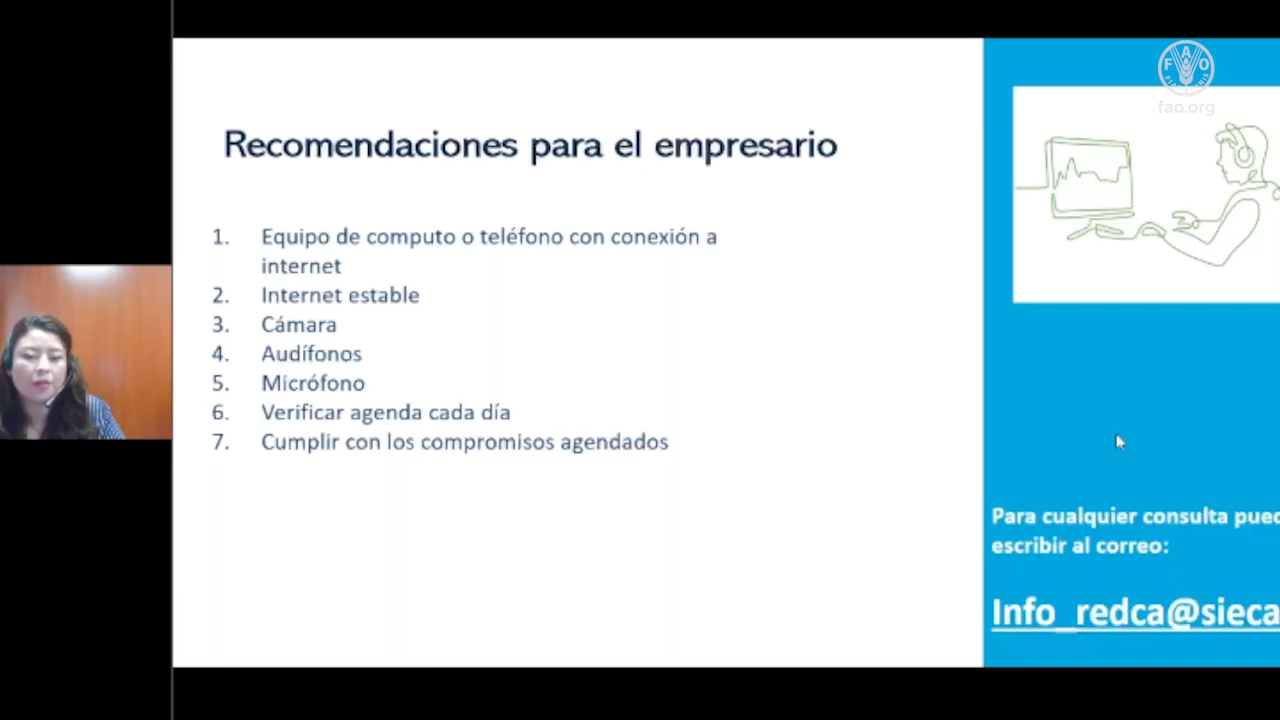 FAO
fao.org
Recomendaciones para el empresario
1. Equipo de computo o teléfono con conexión a
internet
2. Internet estable
3. Cámara
4. Audífonos
5. Micrófono
6. Verificar agenda cada día
7. Cumplir con los compromisos agendados
Para cualquier consulta pued
escribir al correo:
Info_redca@sieca